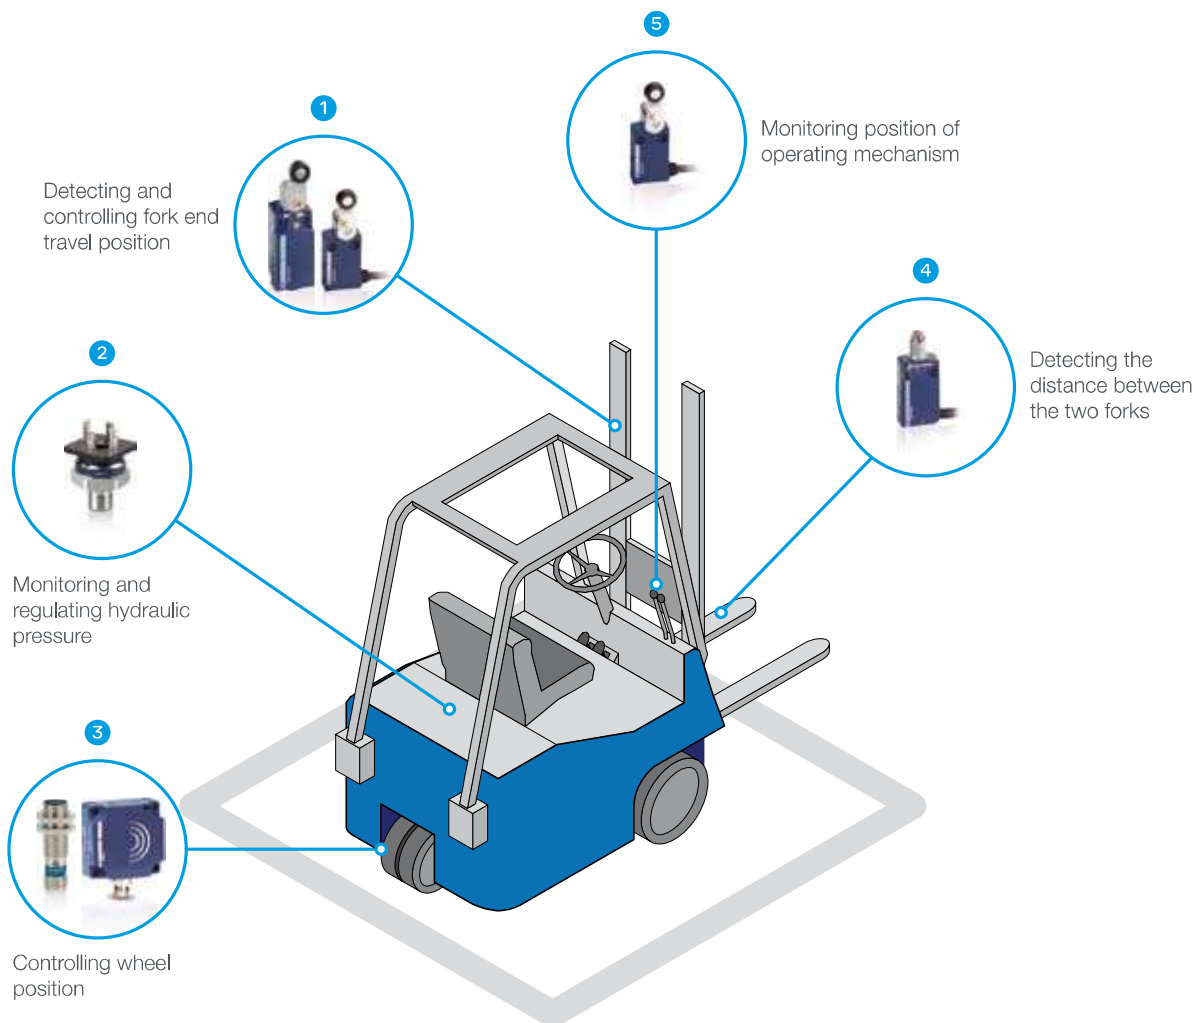 1
Detecting and
controlling fork end
travel position
2
Monitoring and
regulating hydraulic
pressure
3
Controlling wheel
position
4
Detecting the
distance between
the two forks
5
Monitoring position of
operating mechanism